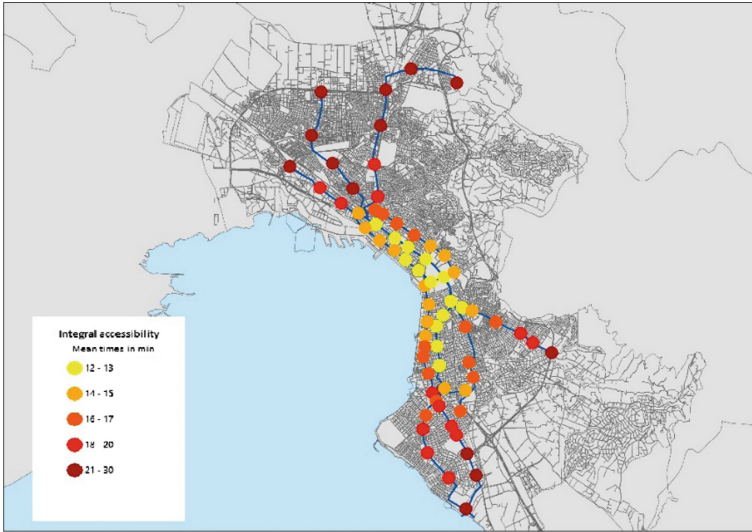 Integral accessibility
Mean times in min
12 - 13
14 - 15
16 - 17
18 - 20
21 - 30